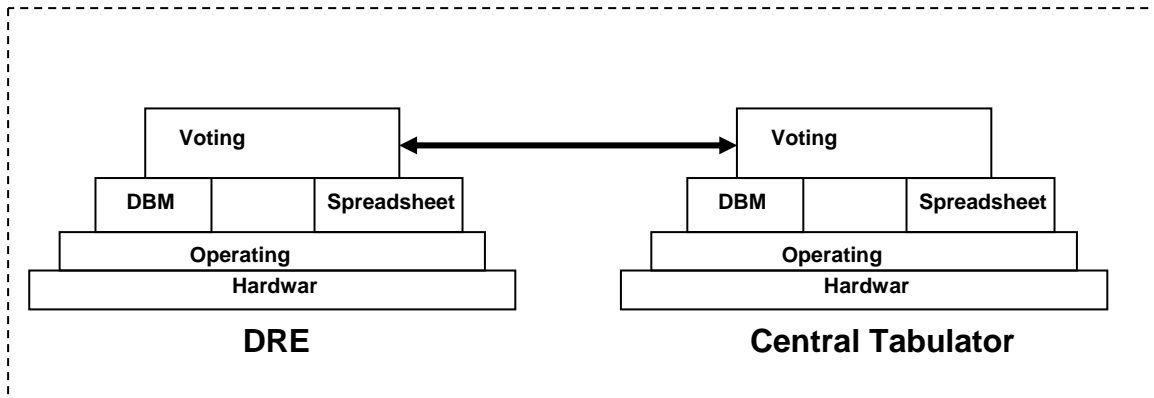 Voting
Voting
DBM
Spreadsheet
DBM
Spreadsheet
Operating
Operating
Hardwar
Hardwar
DRE
Central Tabulator